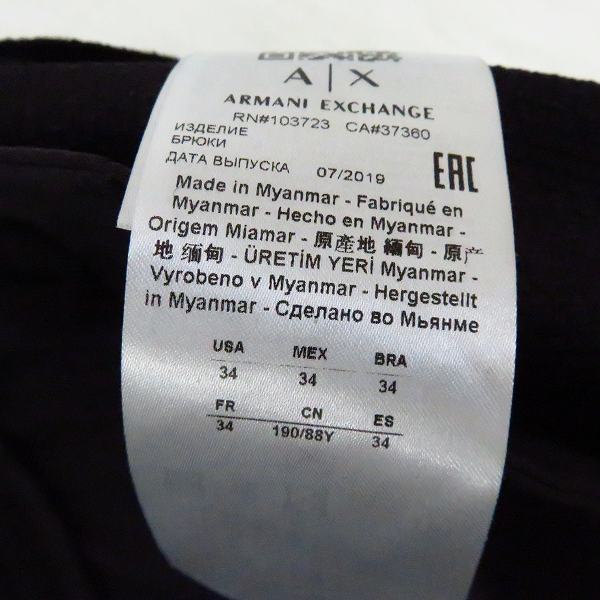 A|X
ARMANI EXCHANGE
RN#103723 CA#37360
ИЗДЕЛИЕ
БРЮКИ
ДАТА ВЫПУСКА 07/2019
EAC
Made in Myanmar - Fabriqué en
Myanmar - Hecho en Myanmar -
Origem Miamar - 原產地 緬甸 - 原产
地 缅甸 - ÜRETİM YERİ Myanmar -
Vyrobeno v Myanmar - Hergestellt
in Myanmar - Сделано во Мьянме
USA MEX BRA
34 34 34
FR CN ES
34 190/88Y 34